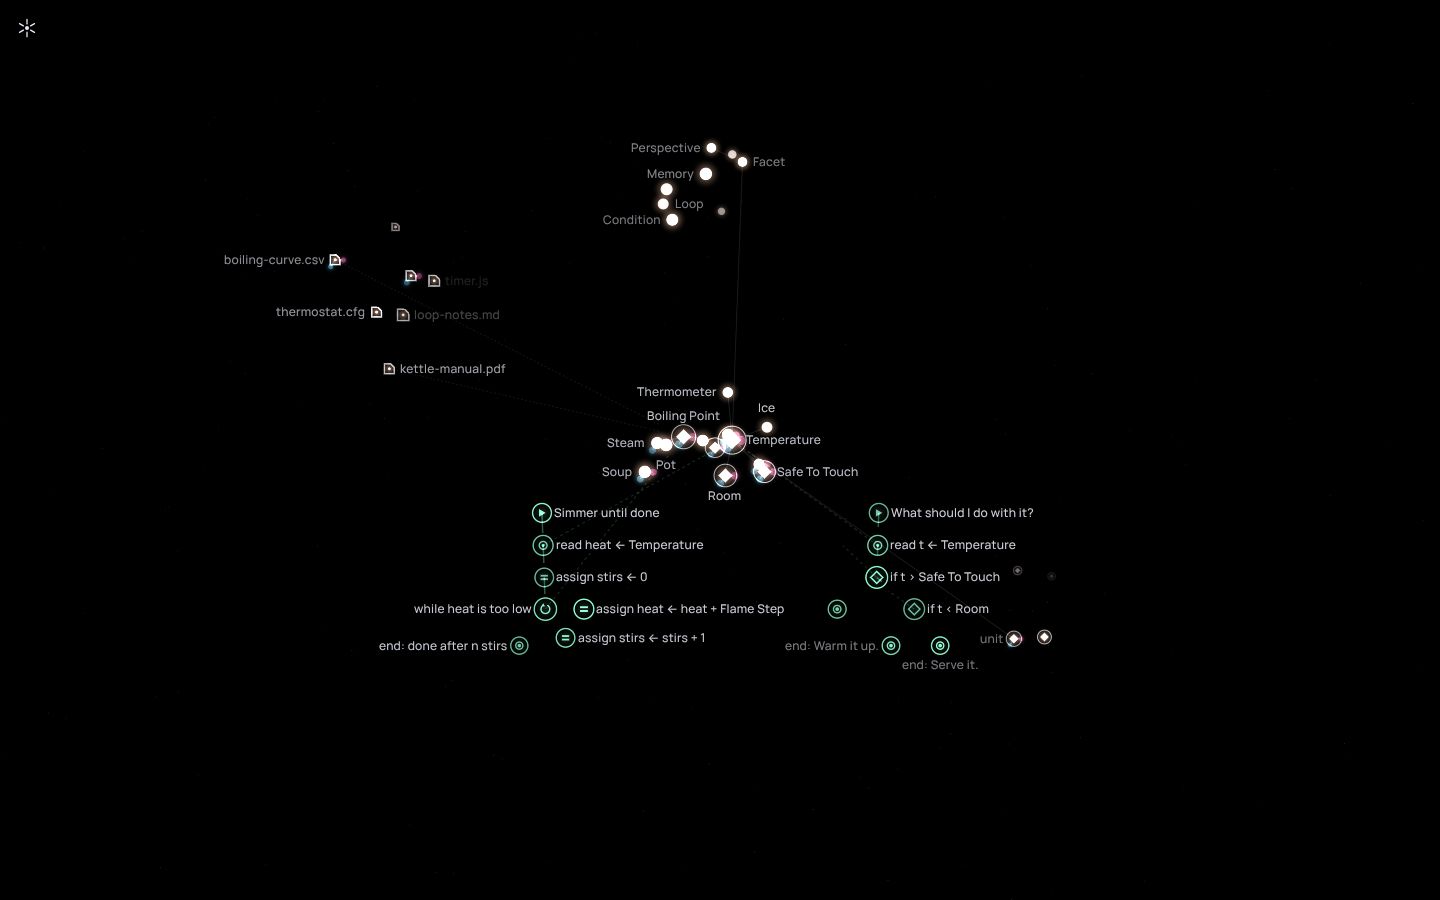 Perspective
Facet
Memory
Loop
Condition
boiling-curve.csv
timer.js
thermostat.cfg
loop-notes.md
kettle-manual.pdf
Thermometer
Ice
Boiling Point
Steam
Temperature
Pot
Soup
Safe To Touch
Room
Simmer until done
What should I do with it?
read heat ← Temperature
read t ← Temperature
assign stirs ← 0
if t > Safe To Touch
while heat is too low
assign heat ← heat + Flame Step
if t < Room
assign stirs ← stirs + 1
unit
end: done after n stirs
end: Warm it up.
end: Serve it.